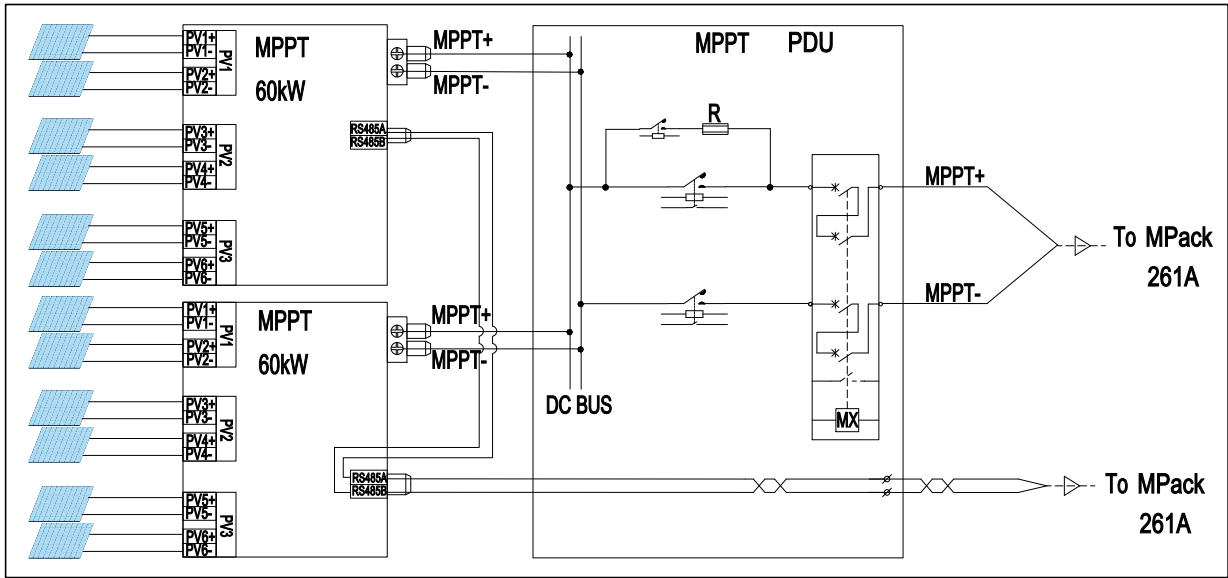 PV1+
PV1-
PV2+
PV2-
PV1
PV3+
PV3-
PV4+
PV4-
PV2
PV5+
PV5-
PV6+
PV6-
PV3
MPPT
60kW
RS485A
RS485B
MPPT+
MPPT-
PV1+
PV1-
PV2+
PV2-
PV1
PV3+
PV3-
PV4+
PV4-
PV2
PV5+
PV5-
PV6+
PV6-
PV3
MPPT
60kW
RS485A
RS485B
MPPT+
MPPT-
MPPT PDU
R
DC BUS
MX
MPPT+
MPPT-
To MPack
261A
To MPack
261A